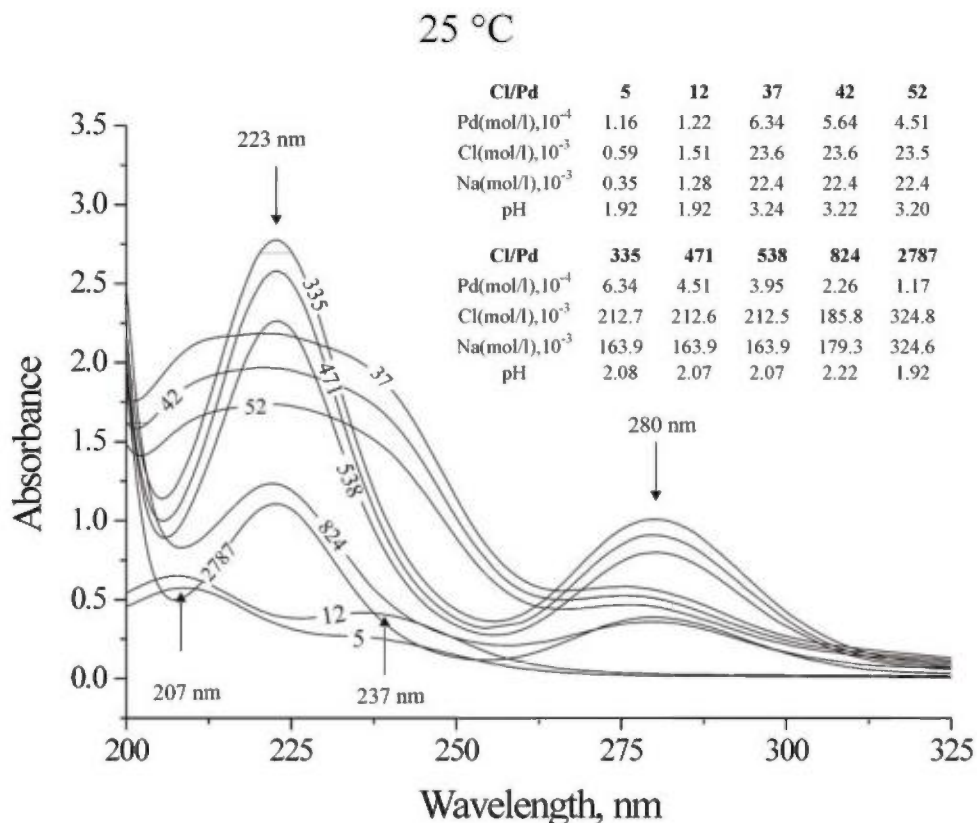 25 °C
Cl/Pd 5 12 37 42 52
Pd(mol/l),10-4 1.16 1.22 6.34 5.64 4.51
Cl(mol/l),10-3 0.59 1.51 23.6 23.6 23.5
Na(mol/l),10-3 0.35 1.28 22.4 22.4 22.4
pH 1.92 1.92 3.24 3.22 3.20
Cl/Pd 335 471 538 824 2787
Pd(mol/l),10-4 6.34 4.51 3.95 2.26 1.17
Cl(mol/l),10-3 212.7 212.6 212.5 185.8 324.8
Na(mol/l),10-3 163.9 163.9 163.9 179.3 324.6
pH 2.08 2.07 2.07 2.22 1.92
223 nm
280 nm
207 nm
237 nm
335
471
538
37
42
52
824
2787
12
5
Absorbance
3.5
3.0
2.5
2.0
1.5
1.0
0.5
0.0
200 225 250 275 300 325
Wavelength, nm